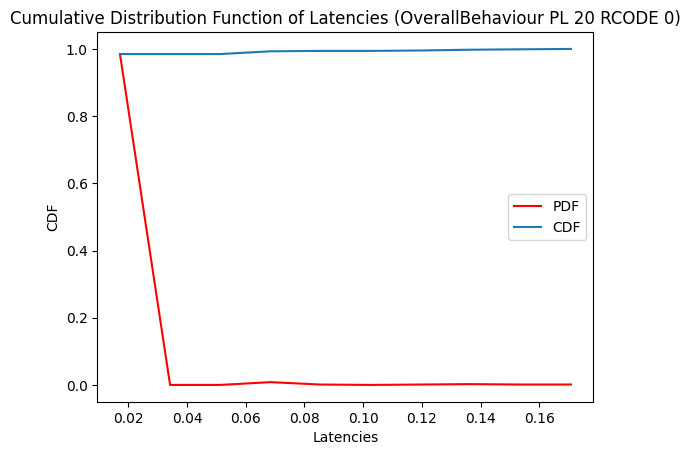 Cumulative Distribution Function of Latencies (OverallBehaviour PL 20 RCODE 0)
1.0
0.8
0.6
0.4
0.2
0.0
CDF
PDF
CDF
0.02 0.04 0.06 0.08 0.10 0.12 0.14 0.16
Latencies